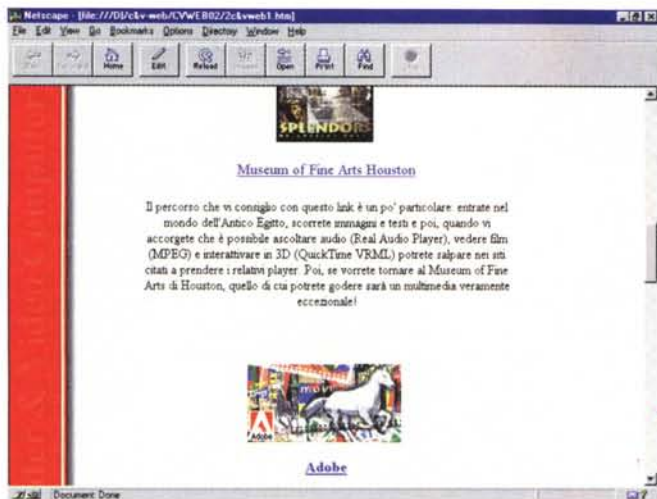 Netscape - [file:///D|/c&v-web/CVWEB02/2c&vweb1.htm]
File Edit View Go Bookmarks Options Directory Window Help
Home Edit Reload Open Print Find
SPLENDORS
Museum of Fine Arts Houston
Il percorso che vi consiglio con questo link è un po' particolare: entrate nel
mondo dell'Antico Egitto, scorrete immagini e testi e poi, quando vi
accorgete che è possibile ascoltare audio (Real Audio Player), vedere film
(MPEG) e interattivare in 3D (QuickTime VRML) potrete salpare nei siti
citati a prendere i relativi player. Poi, se vorrete tornare al Museum of Fine
Arts di Houston, quello di cui potrete godere sarà un multimedia veramente
eccezionale!
Adobe
Adobe
Document: Done